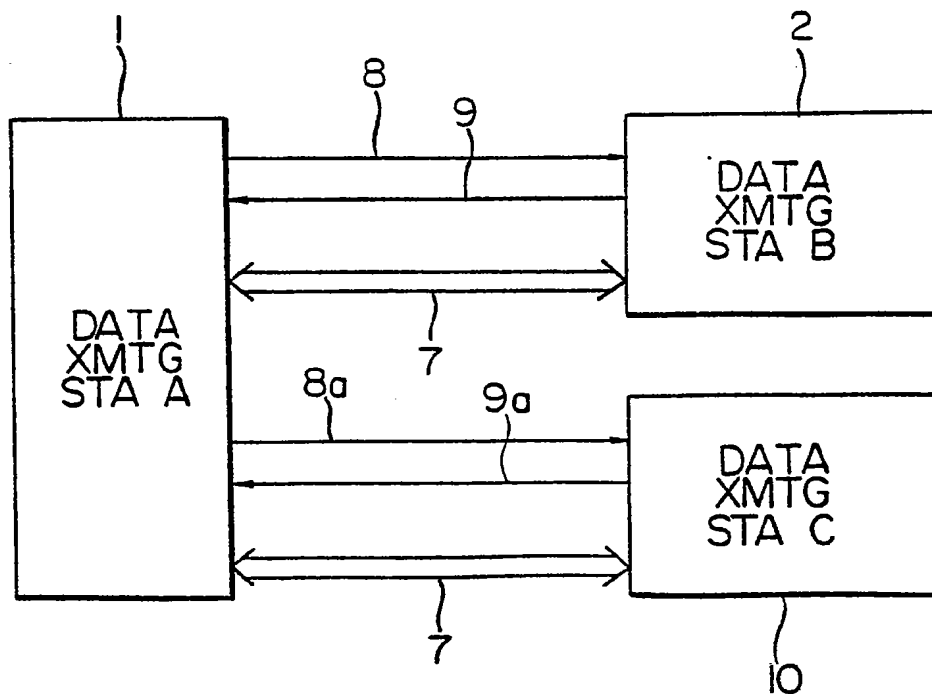 1
2
8
9
DATA
XMTG
STA B
DATA
XMTG
STA A
7
8a
9a
DATA
XMTG
STA C
7
10